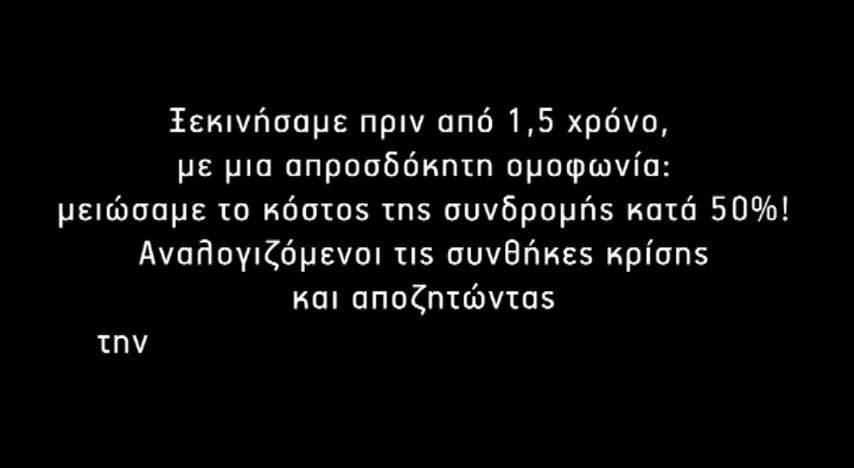 Ξεκινήσαμε πριν από 1,5 χρόνο,
με μια απροσδόκητη ομοφωνία:
μειώσαμε το κόστος της συνδρομής κατά 50%!
Αναλογιζόμενοι τις συνθήκες κρίσης
και αποζητώντας
την